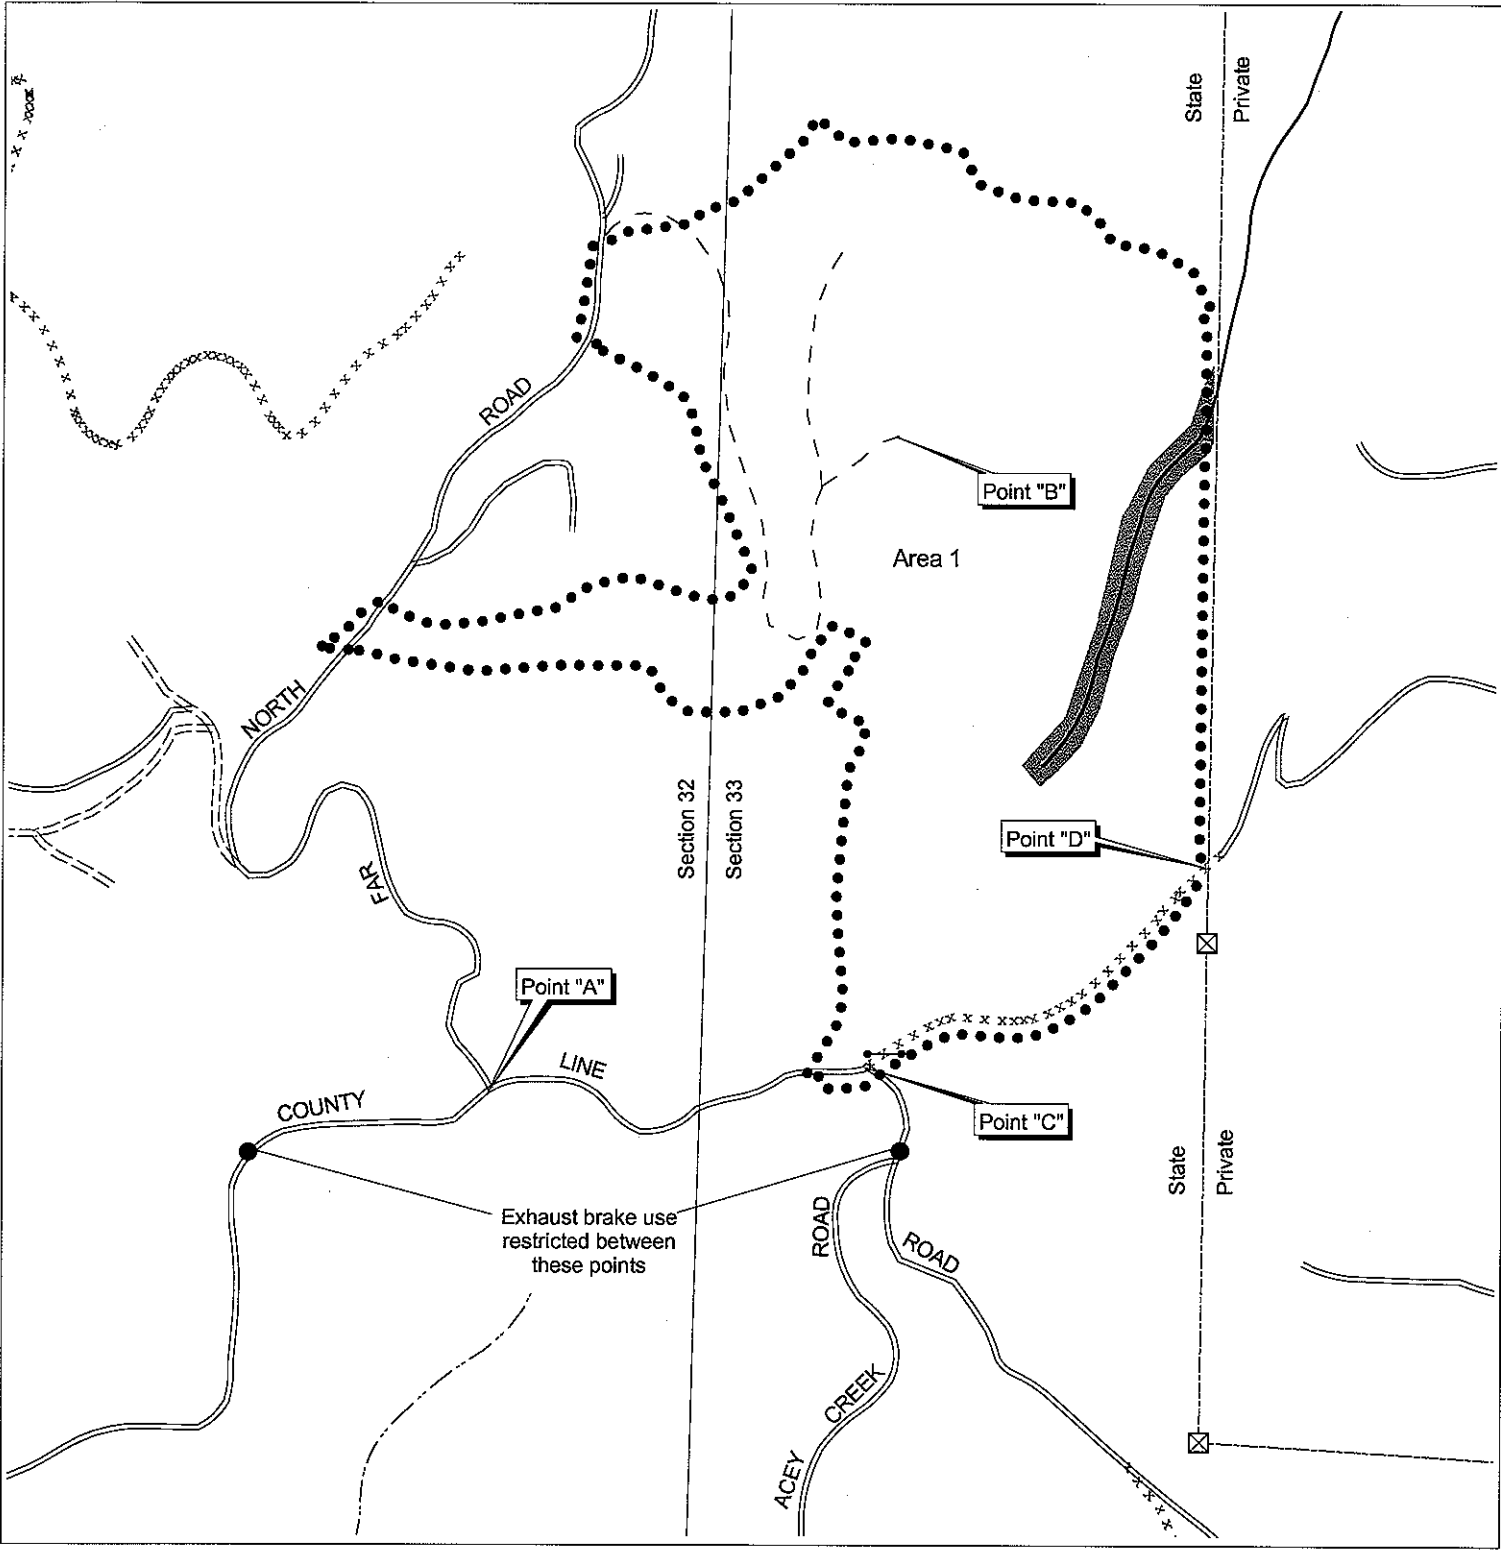 State
Private
ROAD
Point "B"
Area 1
NORTH
Section 32
Section 33
Point "D"
FAR
Point "A"
LINE
COUNTY
Point "C"
State
Private
Exhaust brake use
restricted between
these points
ROAD
ROAD
CREEK
ACEY